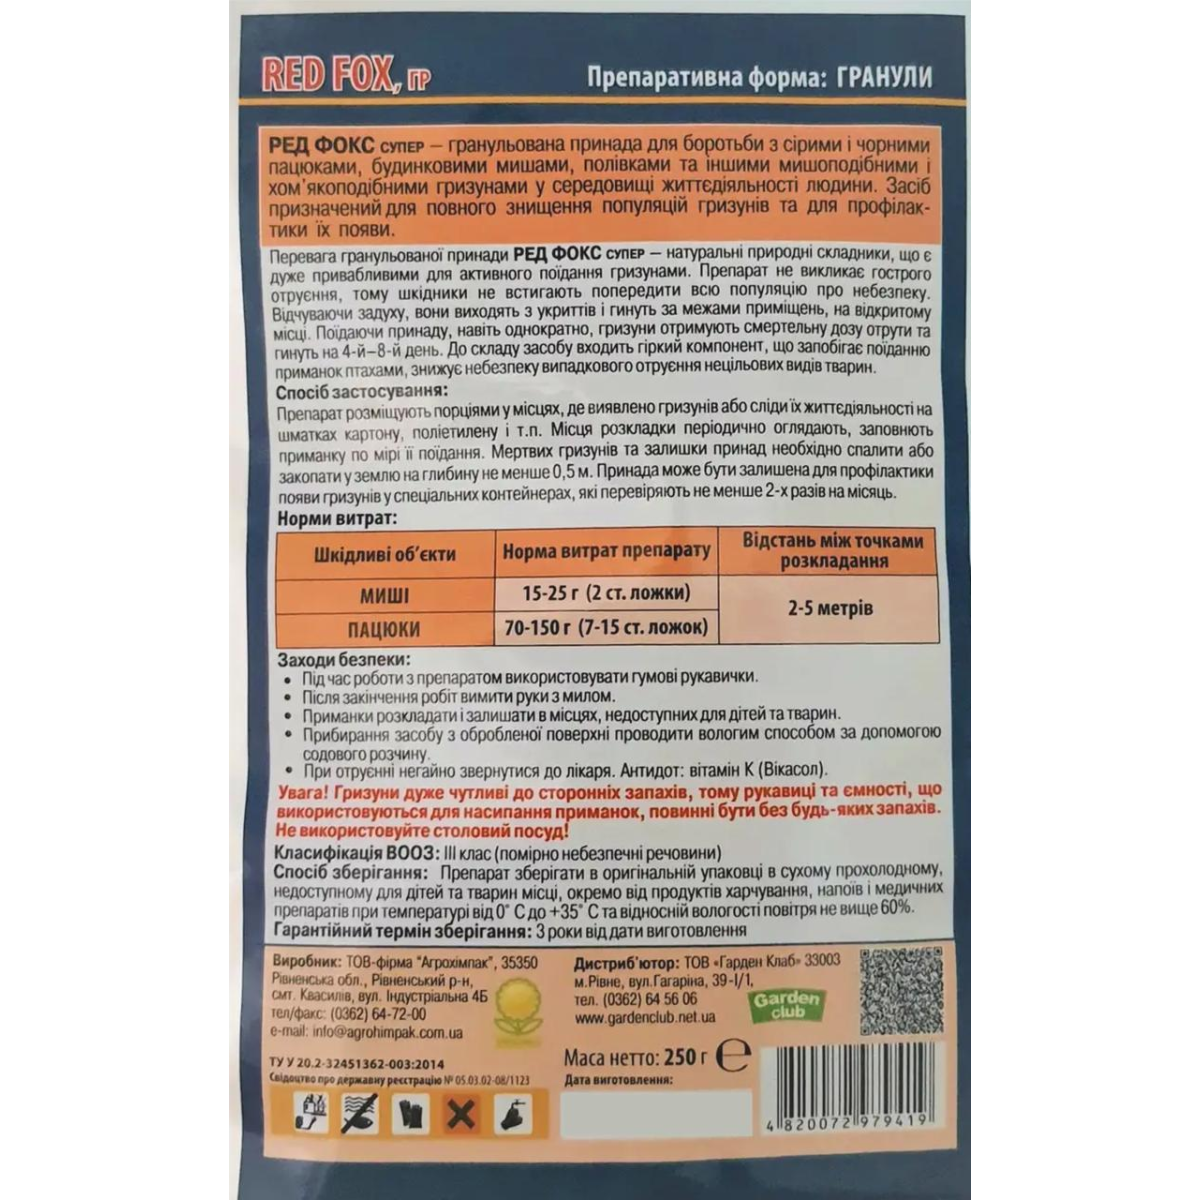 RED FOX, ГР
Препаративна форма: ГРАНУЛИ
РЕД ФОКС СУПЕР – гранульована принада для боротьби з сірими і чорними
пацюками, будинковими мишами, полівками та іншими мишоподібними і
хом’якоподібними гризунами у середовищі життєдіяльності людини. Засіб
призначений для повного знищення популяцій гризунів та для профілак-
тики їх появи.
Перевага гранульованої принади РЕД ФОКС СУПЕР – натуральні природні складники, що є
дуже привабливими для активного поїдання гризунами. Препарат не викликає гострого
отруєння, тому шкідники не встигають попередити всю популяцію про небезпеку.
Відчуваючи задуху, вони виходять з укриттів і гинуть за межами приміщень, на відкритому
місці. Поїдаючи принаду, навіть однократно, гризуни отримують смертельну дозу отрути та
гинуть на 4-й–8-й день. До складу засобу входить гіркий компонент, що запобігає поїданню
приманок птахами, знижує небезпеку випадкового отруєння нецільових видів тварин.
Спосіб застосування:
Препарат розміщують порціями у місцях, де виявлено гризунів або сліди їх життєдіяльності на
шматках картону, поліетилену і т.п. Місця розкладки періодично оглядають, заповнюють
приманку по мірі її поїдання. Мертвих гризунів та залишки принад необхідно спалити або
закопати у землю на глибину не менше 0,5 м. Принада може бути залишена для профілактики
появи гризунів у спеціальних контейнерах, які перевіряють не менше 2-х разів на місяць.
Норми витрат:
Шкідливі об’єкти
Норма витрат препарату
Відстань між точками
розкладання
МИШІ
15-25 г (2 ст. ложки)
2-5 метрів
ПАЦЮКИ
70-150 г (7-15 ст. ложок)
Заходи безпеки:
• Під час роботи з препаратом використовувати гумові рукавички.
• Після закінчення робіт вимити руки з милом.
• Приманки розкладати і залишати в місцях, недоступних для дітей та тварин.
• Прибирання засобу з обробленої поверхні проводити вологим способом за допомогою
содового розчину.
• При отруєнні негайно звернутися до лікаря. Антидот: вітамін К (Вікасол).
Увага! Гризуни дуже чутливі до сторонніх запахів, тому рукавиці та ємності, що
використовуються для насипання приманок, повинні бути без будь-яких запахів.
Не використовуйте столовий посуд!
Класифікація ВООЗ: III клас (помірно небезпечні речовини)
Спосіб зберігання: Препарат зберігати в оригінальній упаковці в сухому прохолодному,
недоступному для дітей та тварин місці, окремо від продуктів харчування, напоїв і медичних
препаратів при температурі від 0˚ С до +35˚ С та відносній вологості повітря не вище 60%.
Гарантійний термін зберігання: 3 роки від дати виготовлення
Виробник: ТОВ-фірма "Агрохімпак", 35350
Рівненська обл., Рівненський р-н,
смт. Квасилів, вул. Індустріальна 4Б
тел/факс: (0362) 64-72-00
e-mail: info@agrohimpak.com.ua
Дистриб’ютор: ТОВ «Гарден Клаб» 33003
м.Рівне, вул.Гагаріна, 39-І/1,
тел. (0362) 64 56 06
www.gardenclub.net.ua
Garden
club
ТУ У 20.2-32451362-003:2014
Свідоцтво про державну реєстрацію № 05.03.02-08/1123
Маса нетто: 250 г ℮
Дата виготовлення:
4 820072 979419